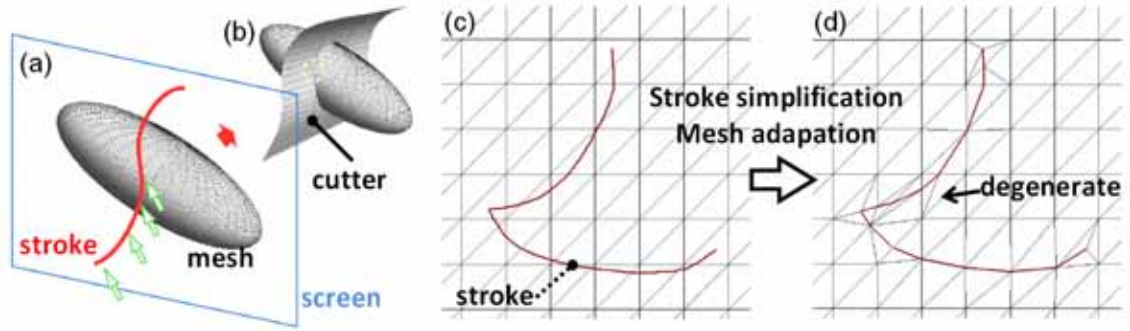 (a)
stroke
mesh
screen
(b)
cutter
(c)
stroke
Stroke simplification
Mesh adapation
(d)
degenerate